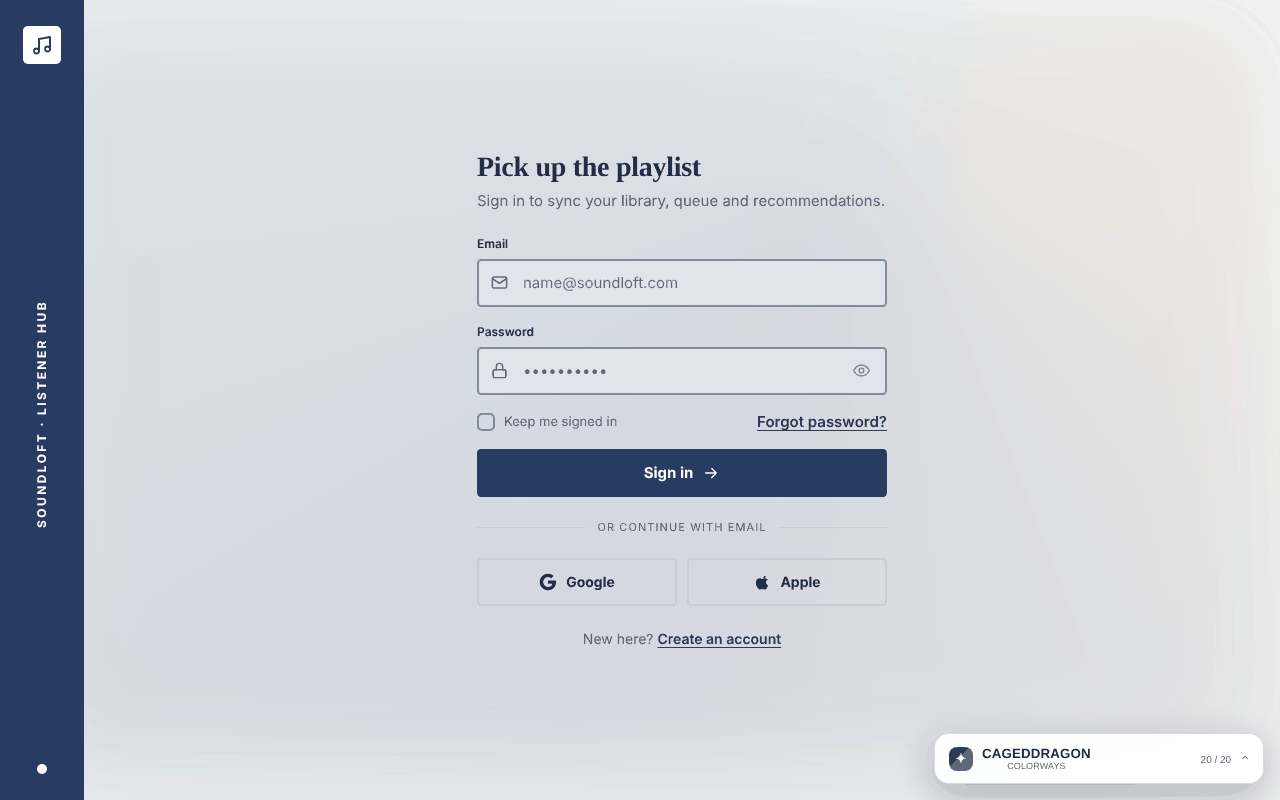 SOUNDLOFT · LISTENER HUB
Pick up the playlist
Sign in to sync your library, queue and recommendations.
Email
name@soundloft.com
Password
••••••••••
Keep me signed in
Forgot password?
Sign in
OR CONTINUE WITH EMAIL
Google
Apple
New here? Create an account
CAGEDDRAGON
COLORWAYS
20 / 20